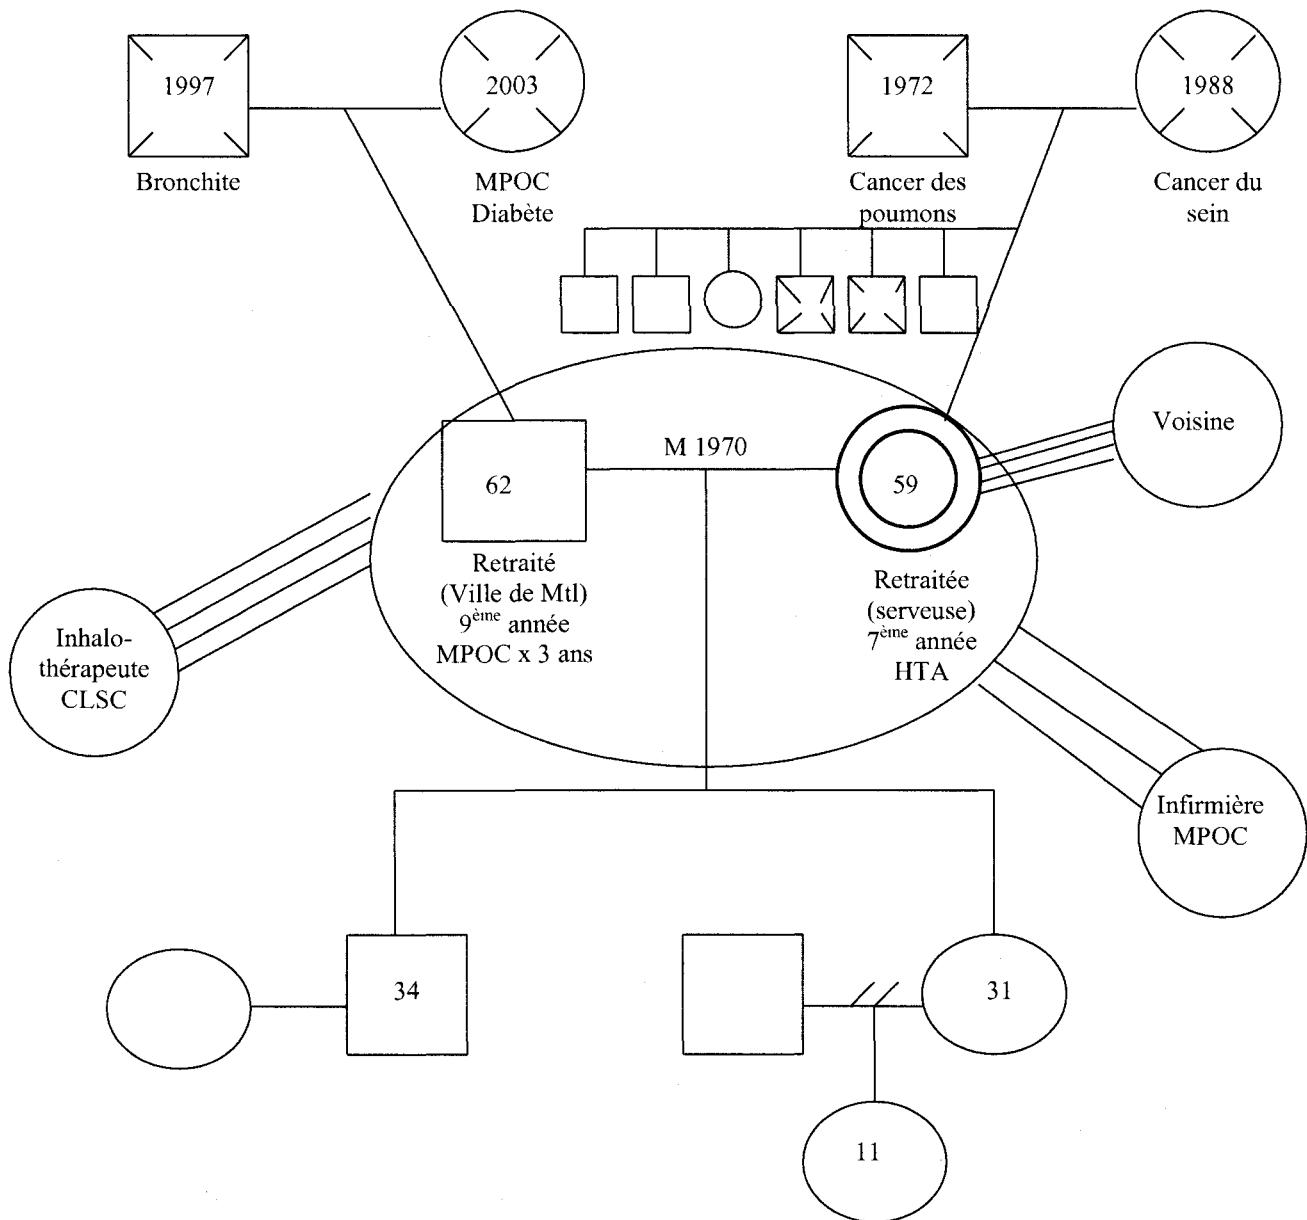 1997
2003
1972
1988
Bronchite
MPOC
Diabète
Cancer des
poumons
Cancer du
sein
Voisine
M 1970
62
59
Retraité
(Ville de Mtl)
9ème année
MPOC x 3 ans
Retraitée
(serveuse)
7ème année
HTA
Inhalo-
thérapeute
CLSC
Infirmière
MPOC
34
31
11